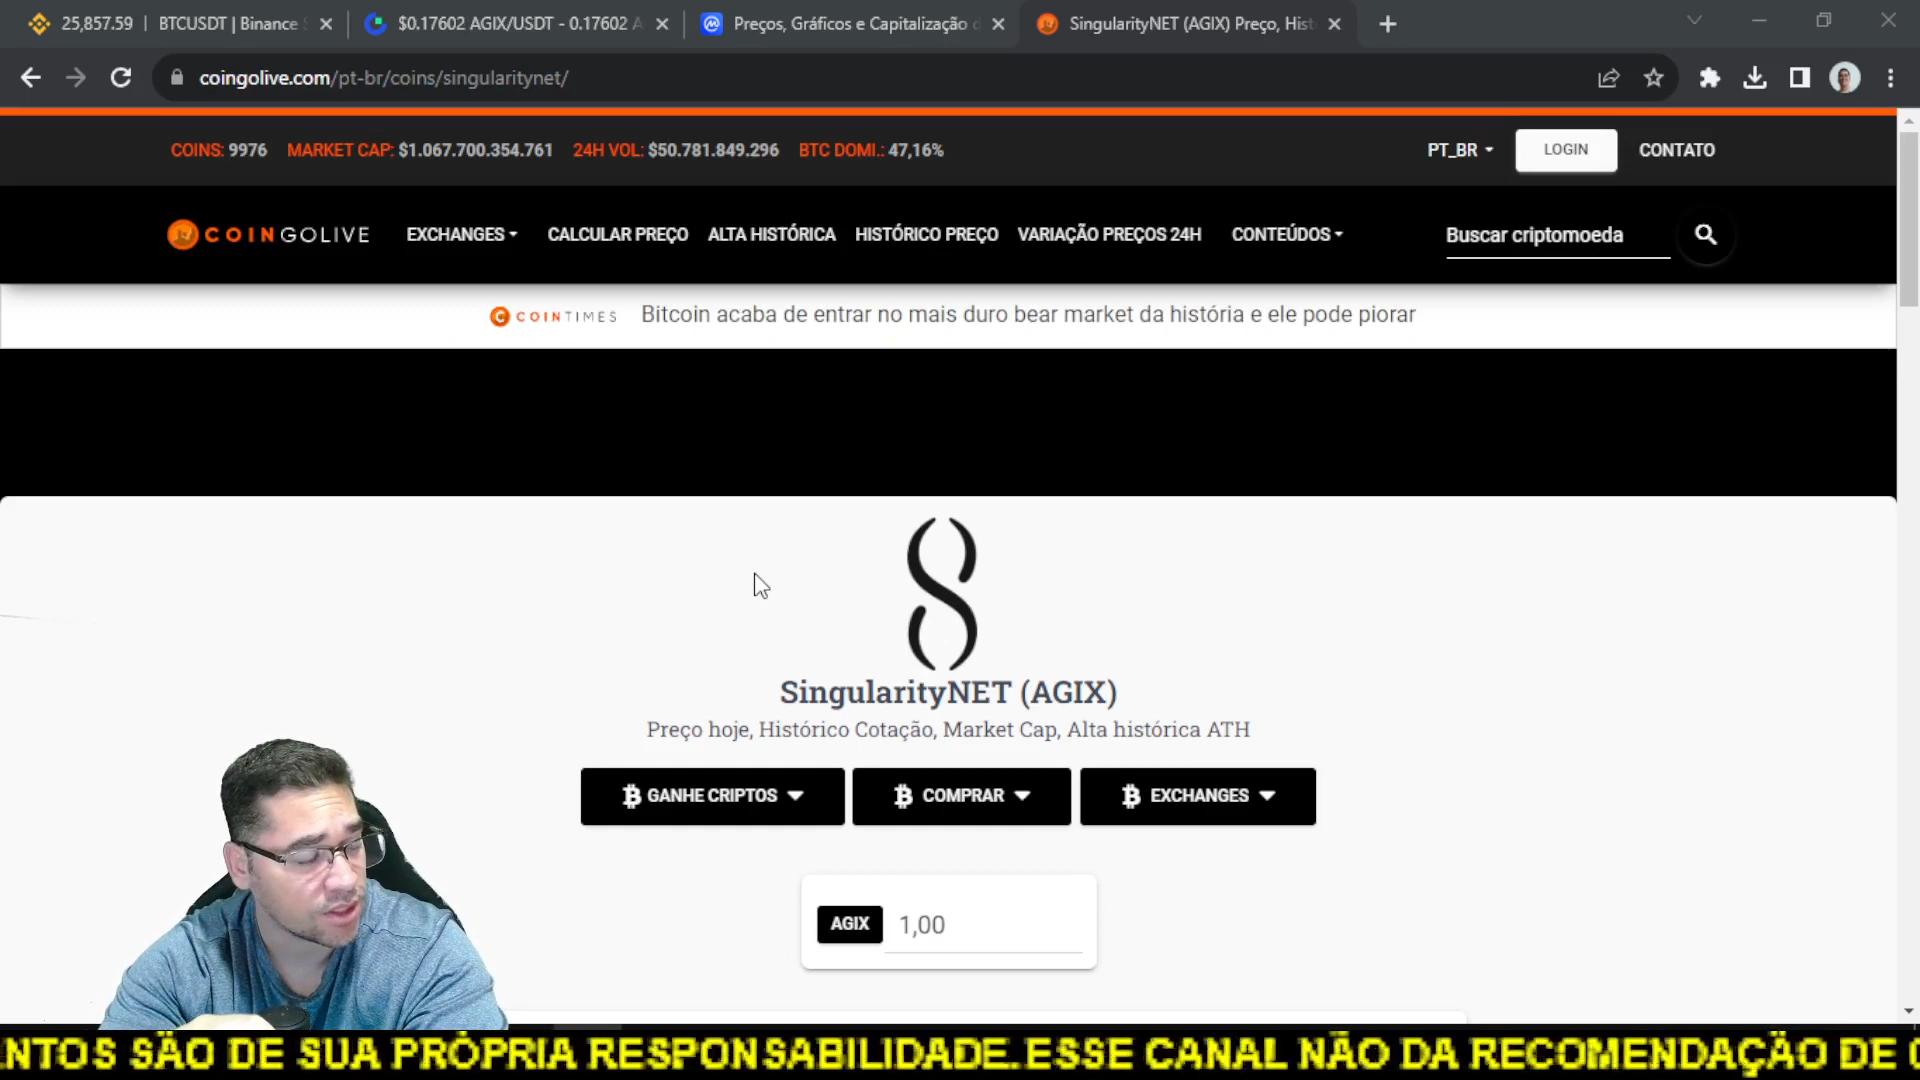 25,857.59 | BTCUSDT | Binance S
$0.17602 AGIX/USDT - 0.17602 A
Preços, Gráficos e Capitalização d
SingularityNET (AGIX) Preço, Hist
coingolive.com/pt-br/coins/singularitynet/
COINS: 9976 MARKET CAP: $1.067.700.354.761 24H VOL: $50.781.849.296 BTC DOMI.: 47,16%
PT_BR LOGIN CONTATO
COINGOLIVE EXCHANGES CALCULAR PREÇO ALTA HISTÓRICA HISTÓRICO PREÇO VARIAÇÃO PREÇOS 24H CONTEÚDOS Buscar criptomoeda
COINTIMES Bitcoin acaba de entrar no mais duro bear market da história e ele pode piorar
SingularityNET (AGIX)
Preço hoje, Histórico Cotação, Market Cap, Alta histórica ATH
GANHE CRIPTOS COMPRAR EXCHANGES
AGIX 1,00
NTOS SÃO DE SUA PRÓPRIA RESPONSABILIDADE.ESSE CANAL NÃO DA RECOMENDAÇÃO DE